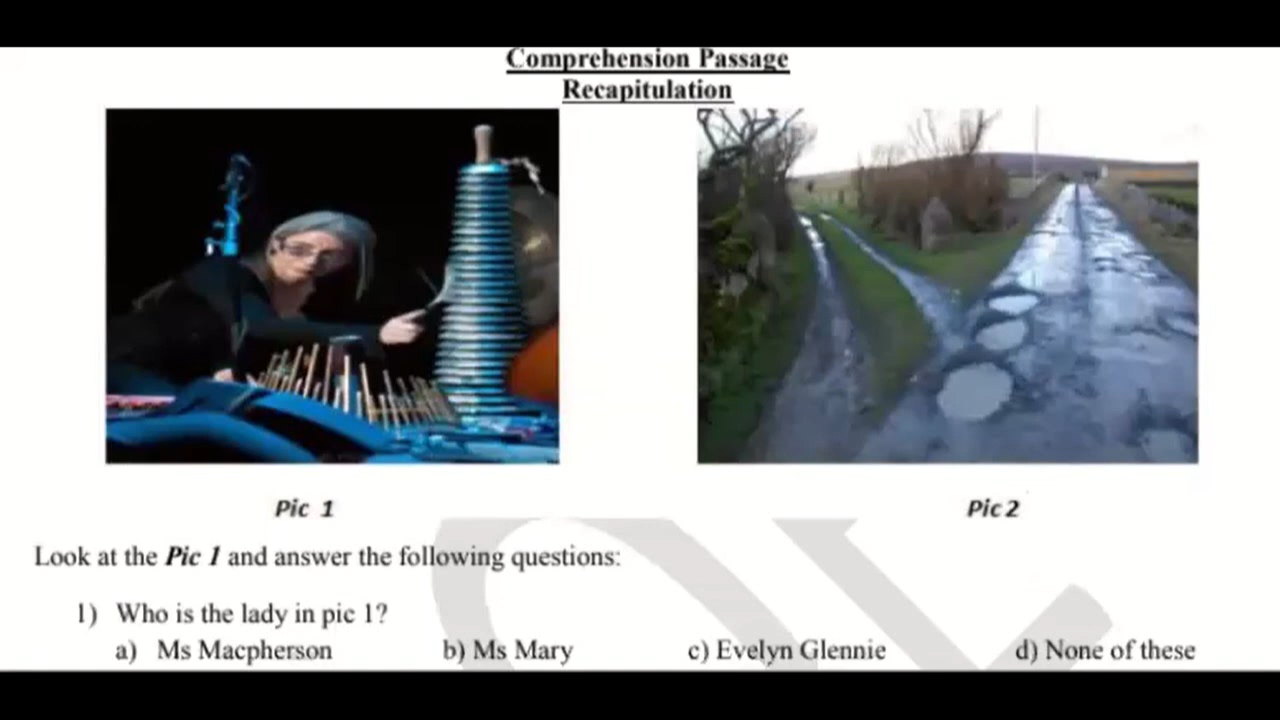 Comprehension Passage
Recapitulation
Pic 1
Pic 2
Look at the Pic 1 and answer the following questions:
1) Who is the lady in pic 1?
a) Ms Macpherson b) Ms Mary c) Evelyn Glennie d) None of these